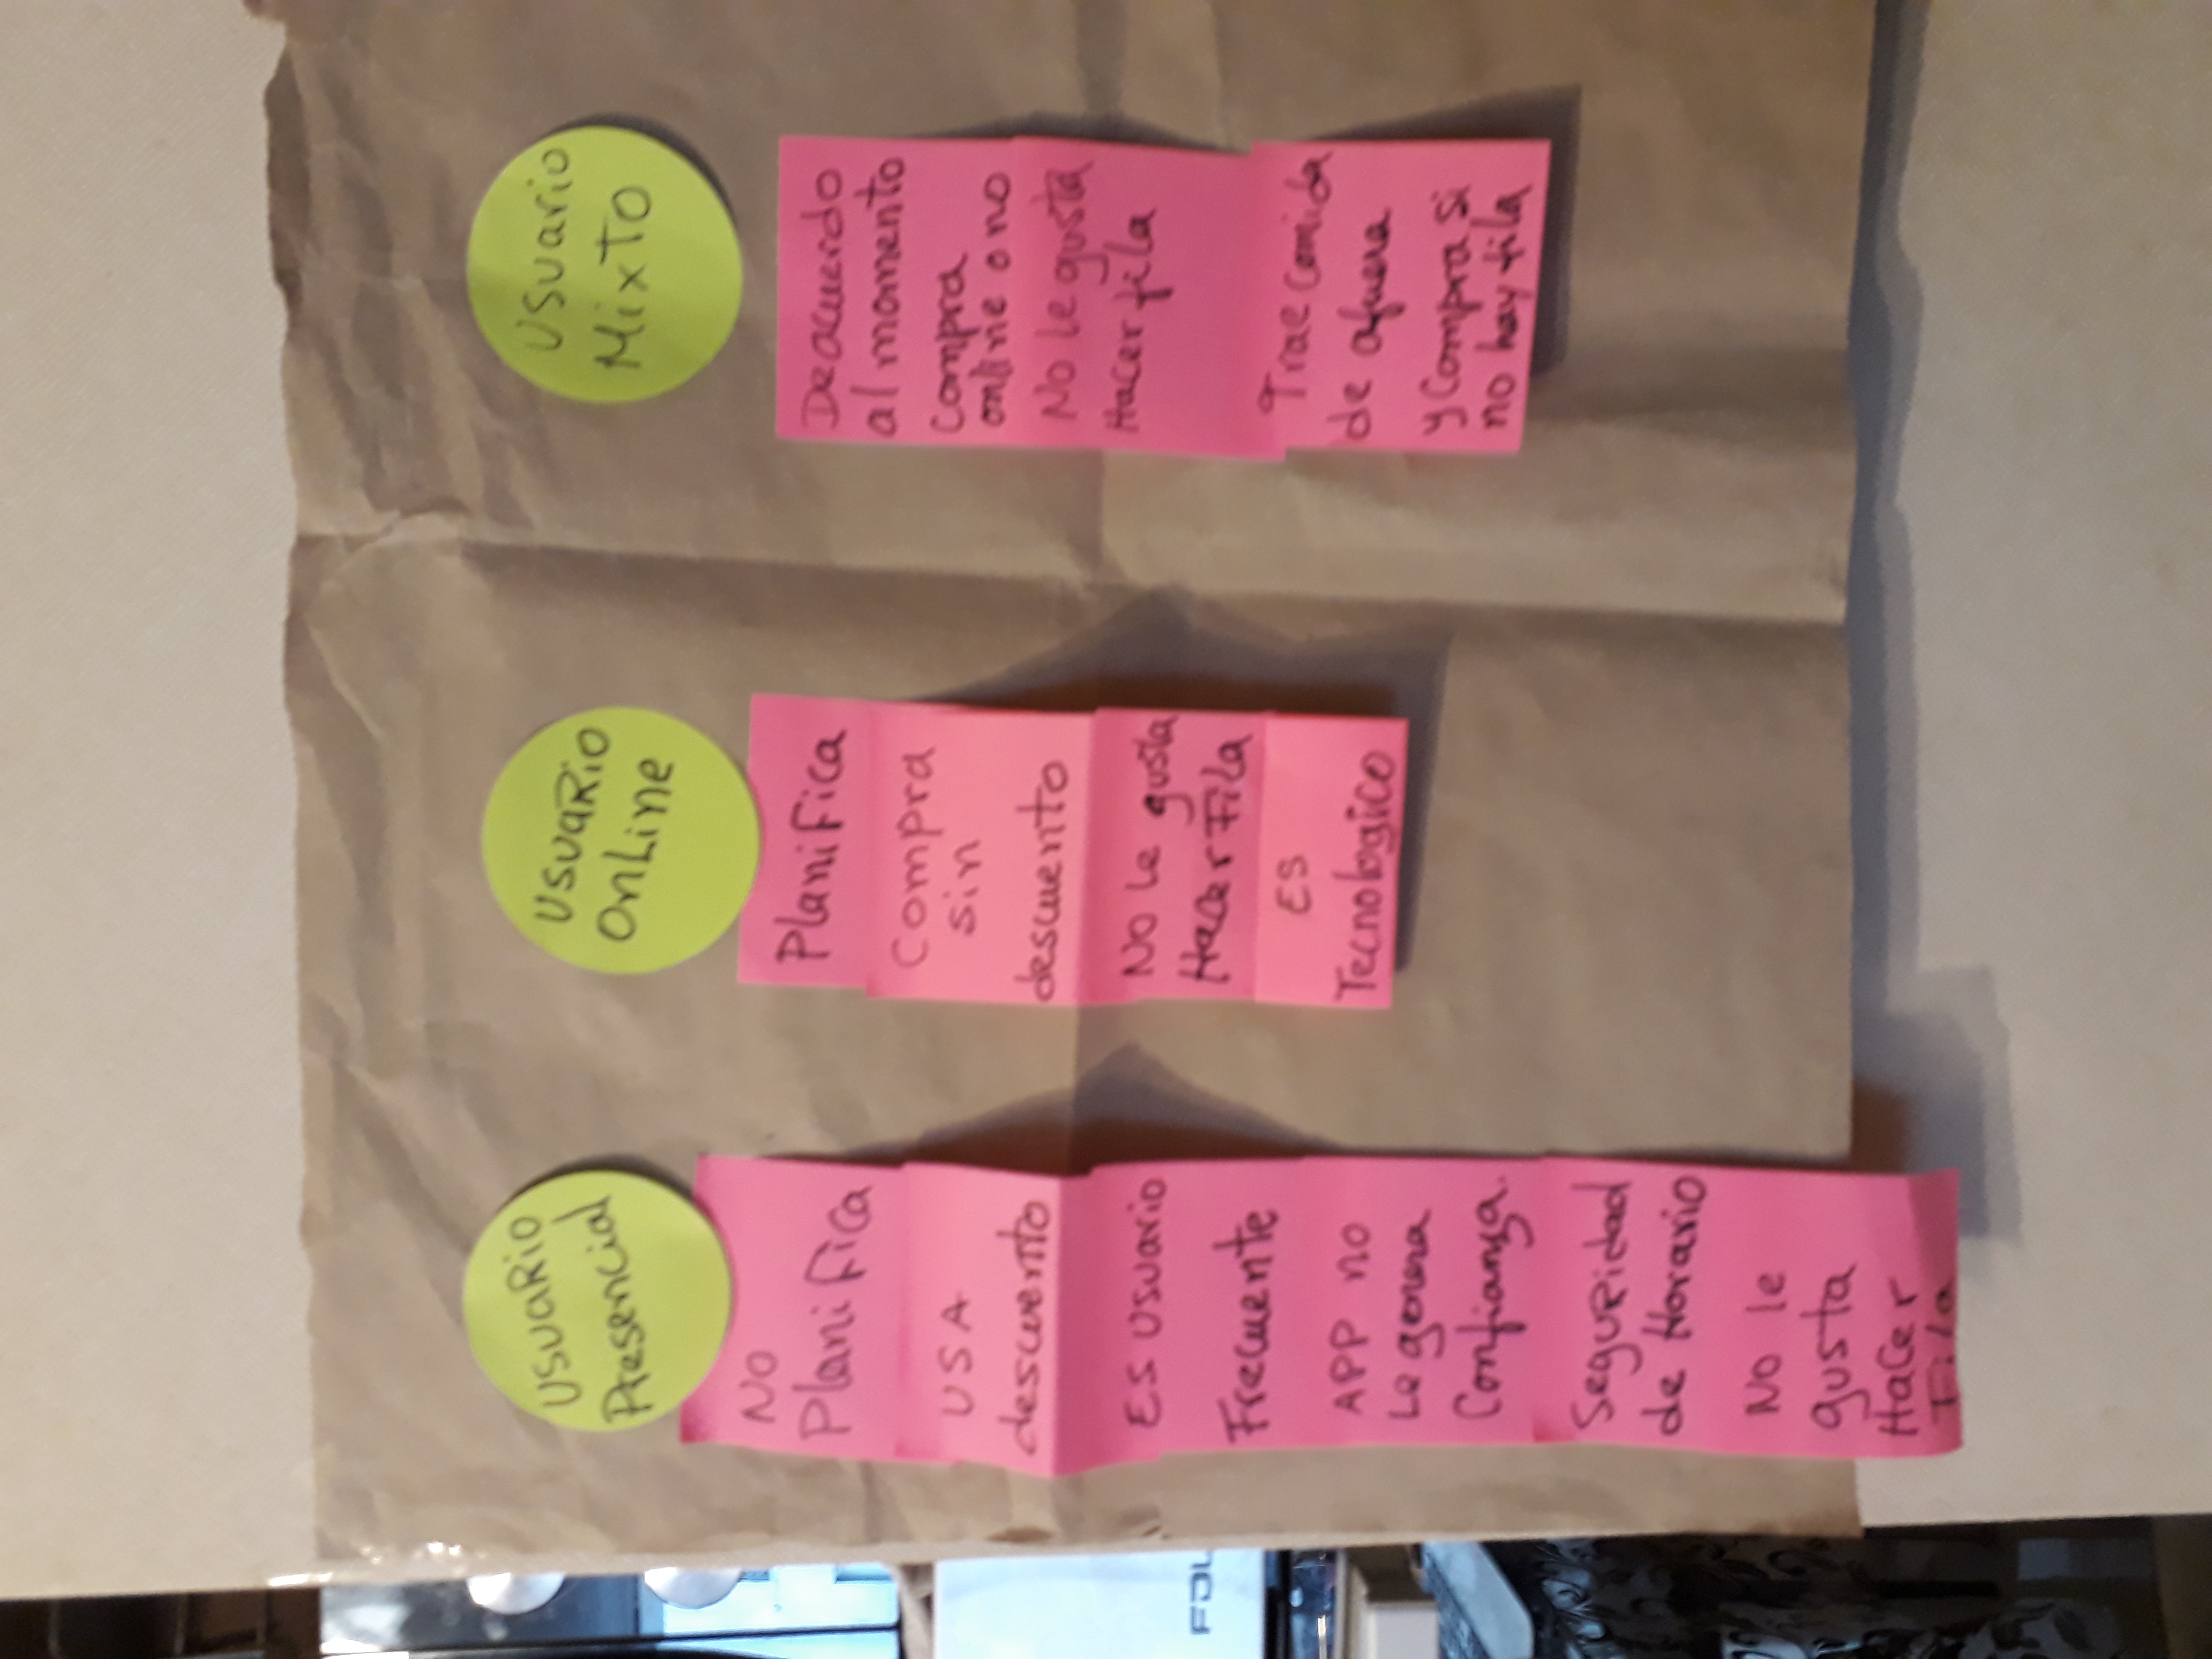 USUARiO
Presencial
NO
Planifica
USA
descuento
ES USUario
Frecuente
APP no
Le genera
Confianza.
Seguridad
de Horario
No le
gusta
Hacer
Fila
USUARiO
OnLine
Planifica
Compra
sin
descuento
No le gusta
Hacer Fila
ES
Tecnologico
USuario
MixTo
De acuerdo
al momento
Compra
online o no
No le gusta
Hacer fila
Trae comida
de afuera
y compra si
no hay fila